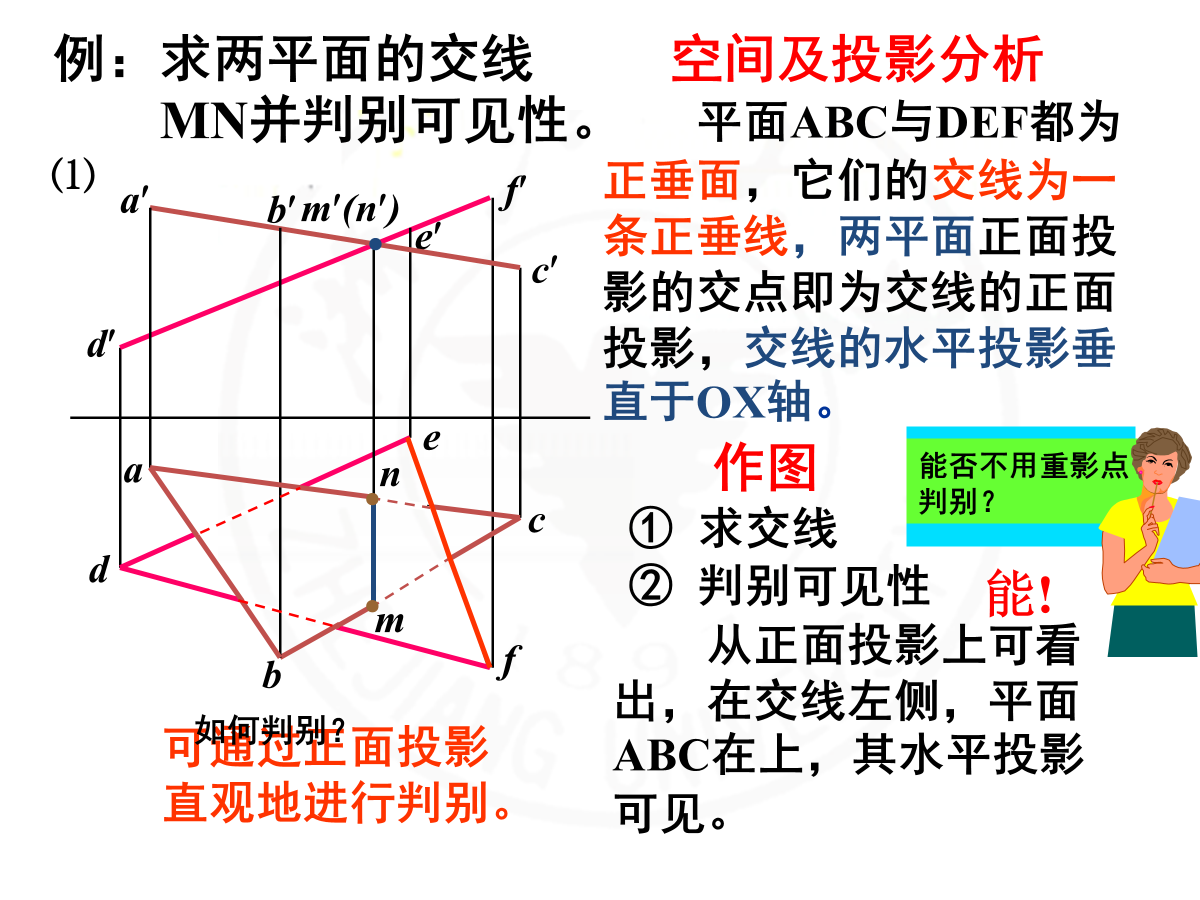 例：求两平面的交线
MN并判别可见性。
⑴
空间及投影分析
平面ABC与DEF都为
正垂面，它们的交线为一
条正垂线，两平面正面投
影的交点即为交线的正面
投影，交线的水平投影垂
直于OX轴。
作图
① 求交线
② 判别可见性
能!
从正面投影上可看
出，在交线左侧，平面
ABC在上，其水平投影
可见。
能否不用重影点
判别?
a′
b′ m′(n′)
f′
e′
c′
d′
e
a
n
c
d
m
b
f
如何判别?
可通过正面投影
直观地进行判别。